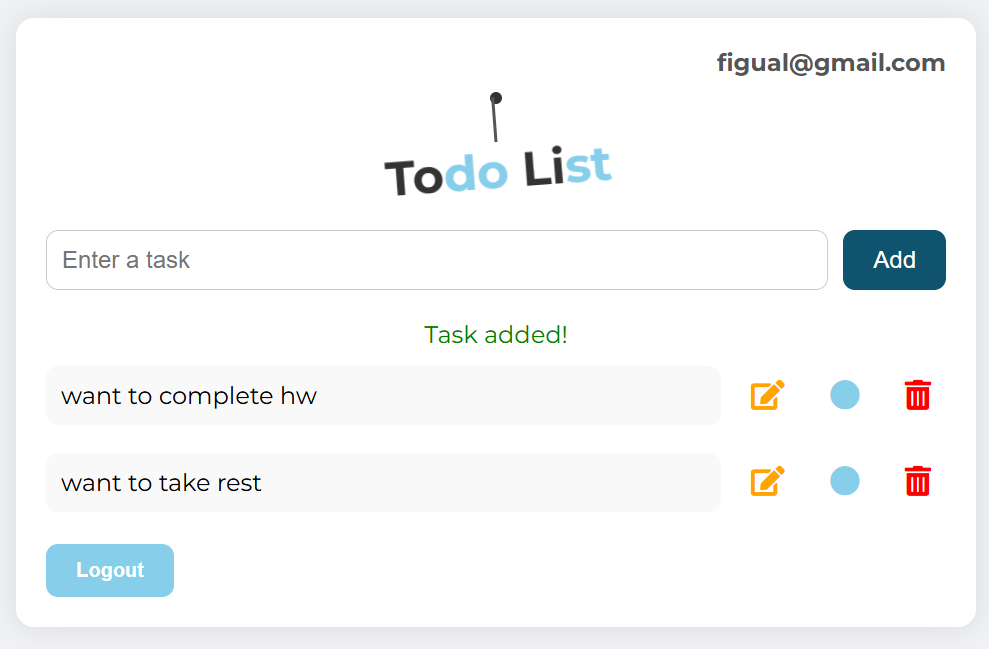 figual@gmail.com
Todo List
Enter a task
Add
Task added!
want to complete hw
want to take rest
Logout